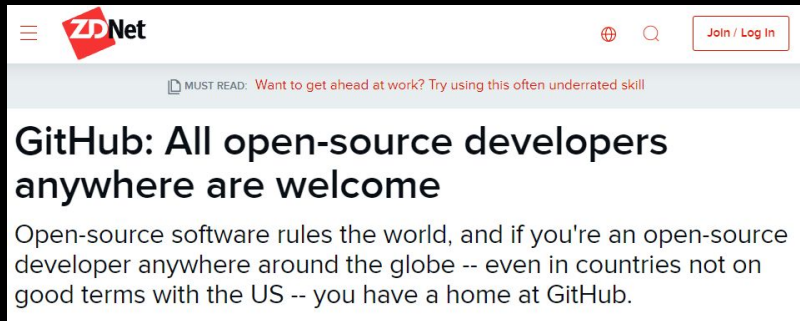 ZDNet
Join / Log In
MUST READ: Want to get ahead at work? Try using this often underrated skill
GitHub: All open-source developers
anywhere are welcome
Open-source software rules the world, and if you're an open-source
developer anywhere around the globe -- even in countries not on
good terms with the US -- you have a home at GitHub.